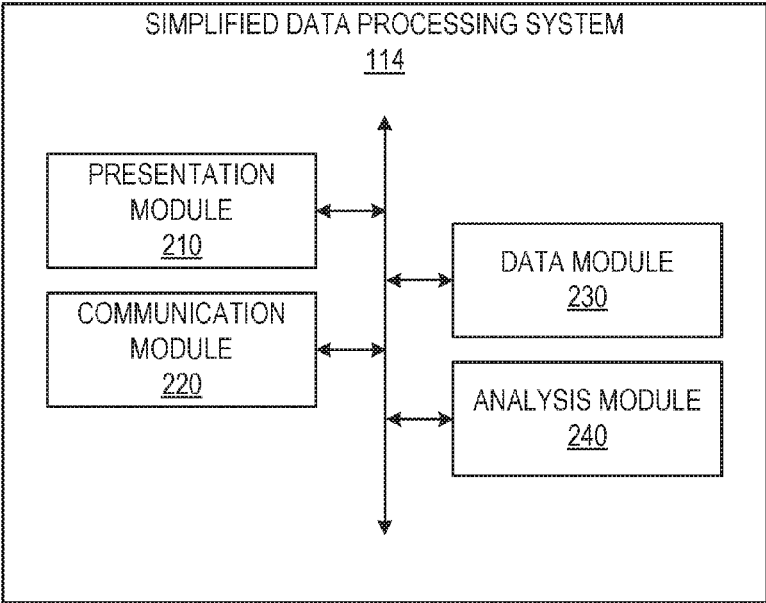 SIMPLIFIED DATA PROCESSING SYSTEM
114
PRESENTATION
MODULE
210
COMMUNICATION
MODULE
220
DATA MODULE
230
ANALYSIS MODULE
240